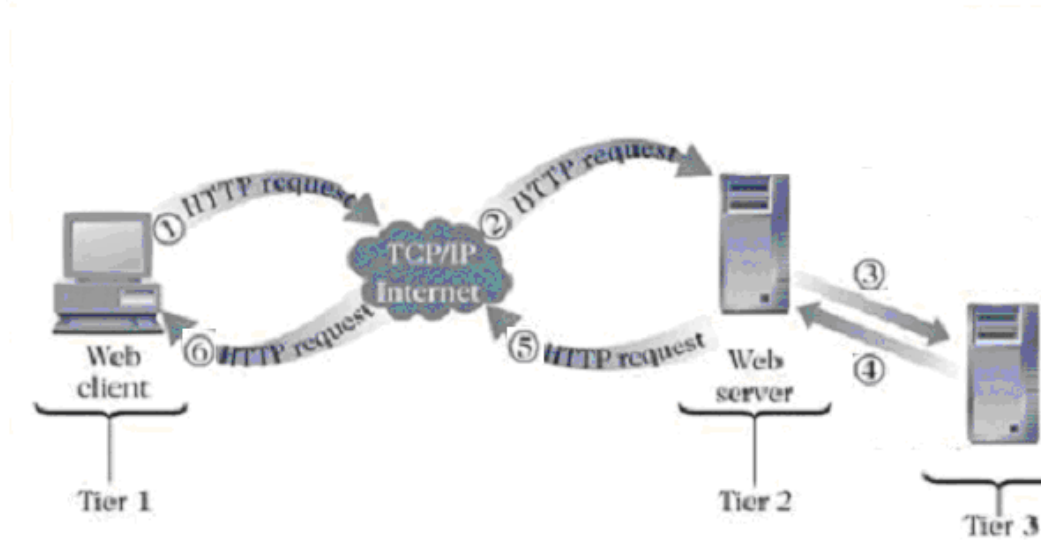 ① HTTP request
② HTTP request
TCP/IP
Internet
③
④
⑤ HTTP request
⑥ HTTP request
Web
client
Web
server
Tier 1
Tier 2
Tier 3